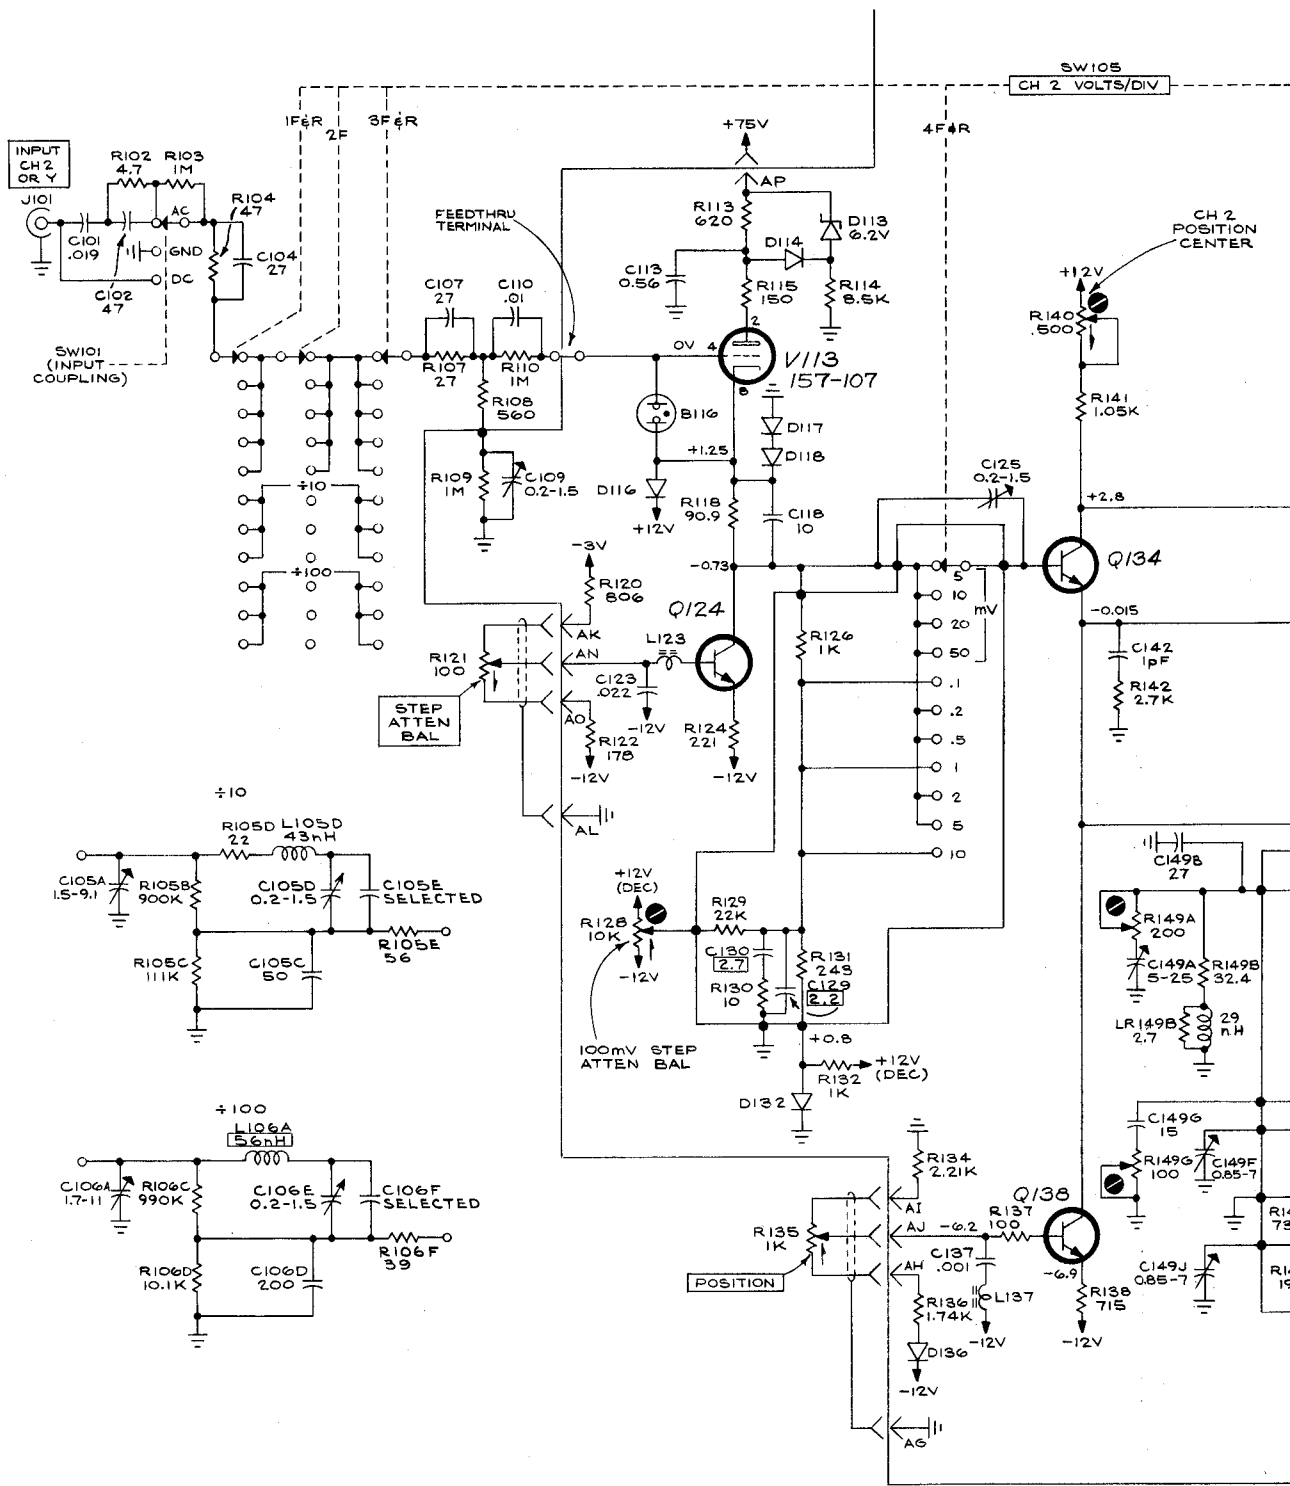 SW105
CH 2 VOLTS/DIV
1F&R
2F
3F&R
4F&R
+75V
AP
INPUT
CH 2
OR Y
J101
R102
4.7
R103
1M
AC
GND
DC
C101
.019
C102
47
R104
47
C104
27
SW101
(INPUT
COUPLING)
FEEDTHRU
TERMINAL
R113
620
D113
6.2V
D114
C113
0.56
R115
150
R114
8.5K
CH 2
POSITION
CENTER
+12V
R140
500
R141
1.05K
C107
27
C110
.01
R107
27
R110
1M
R108
560
0V
4
2
8
V113
157-107
B116
+1.25
D117
D118
D116
+12V
R109
1M
C109
0.2-1.5
R118
90.9
C118
10
C125
0.2-1.5
+2.8
÷10
÷100
-3V
R120
806
-0.73
Q124
Q134
5
10
20
50
mV
.1
.2
.5
1
2
5
10
-0.015
C142
1pF
R142
2.7K
R121
100
STEP
ATTEN
BAL
AK
AN
AO
AL
L123
C123
.022
-12V
R122
178
-12V
R124
221
-12V
R126
1K
÷10
R105D
22
L105D
43nH
C105A
1.5-9.1
R105B
900K
C105D
0.2-1.5
C105E
SELECTED
R105C
111K
C105C
50
R105E
56
+12V
(DEC)
R128
10K
-12V
R129
22K
C130
2.7
R130
10
R131
243
C129
2.2
100mV STEP
ATTEN BAL
+0.8
R132
1K
+12V
(DEC)
D132
C149B
27
R149A
200
C149A
5-25
R149B
32.4
LR149B
2.7
29
nH
÷100
L106A
56nH
C106A
1.7-11
R106C
990K
C106E
0.2-1.5
C106F
SELECTED
R106D
10.1K
C106D
200
R106F
39
C149G
15
R149G
100
C149F
0.85-7
C149J
0.85-7
R134
2.21K
AI
AJ
AH
AG
R135
1K
POSITION
-6.2
R137
100
Q138
C137
.001
L137
-12V
-6.9
R138
715
-12V
R136
1.74K
D136
-12V